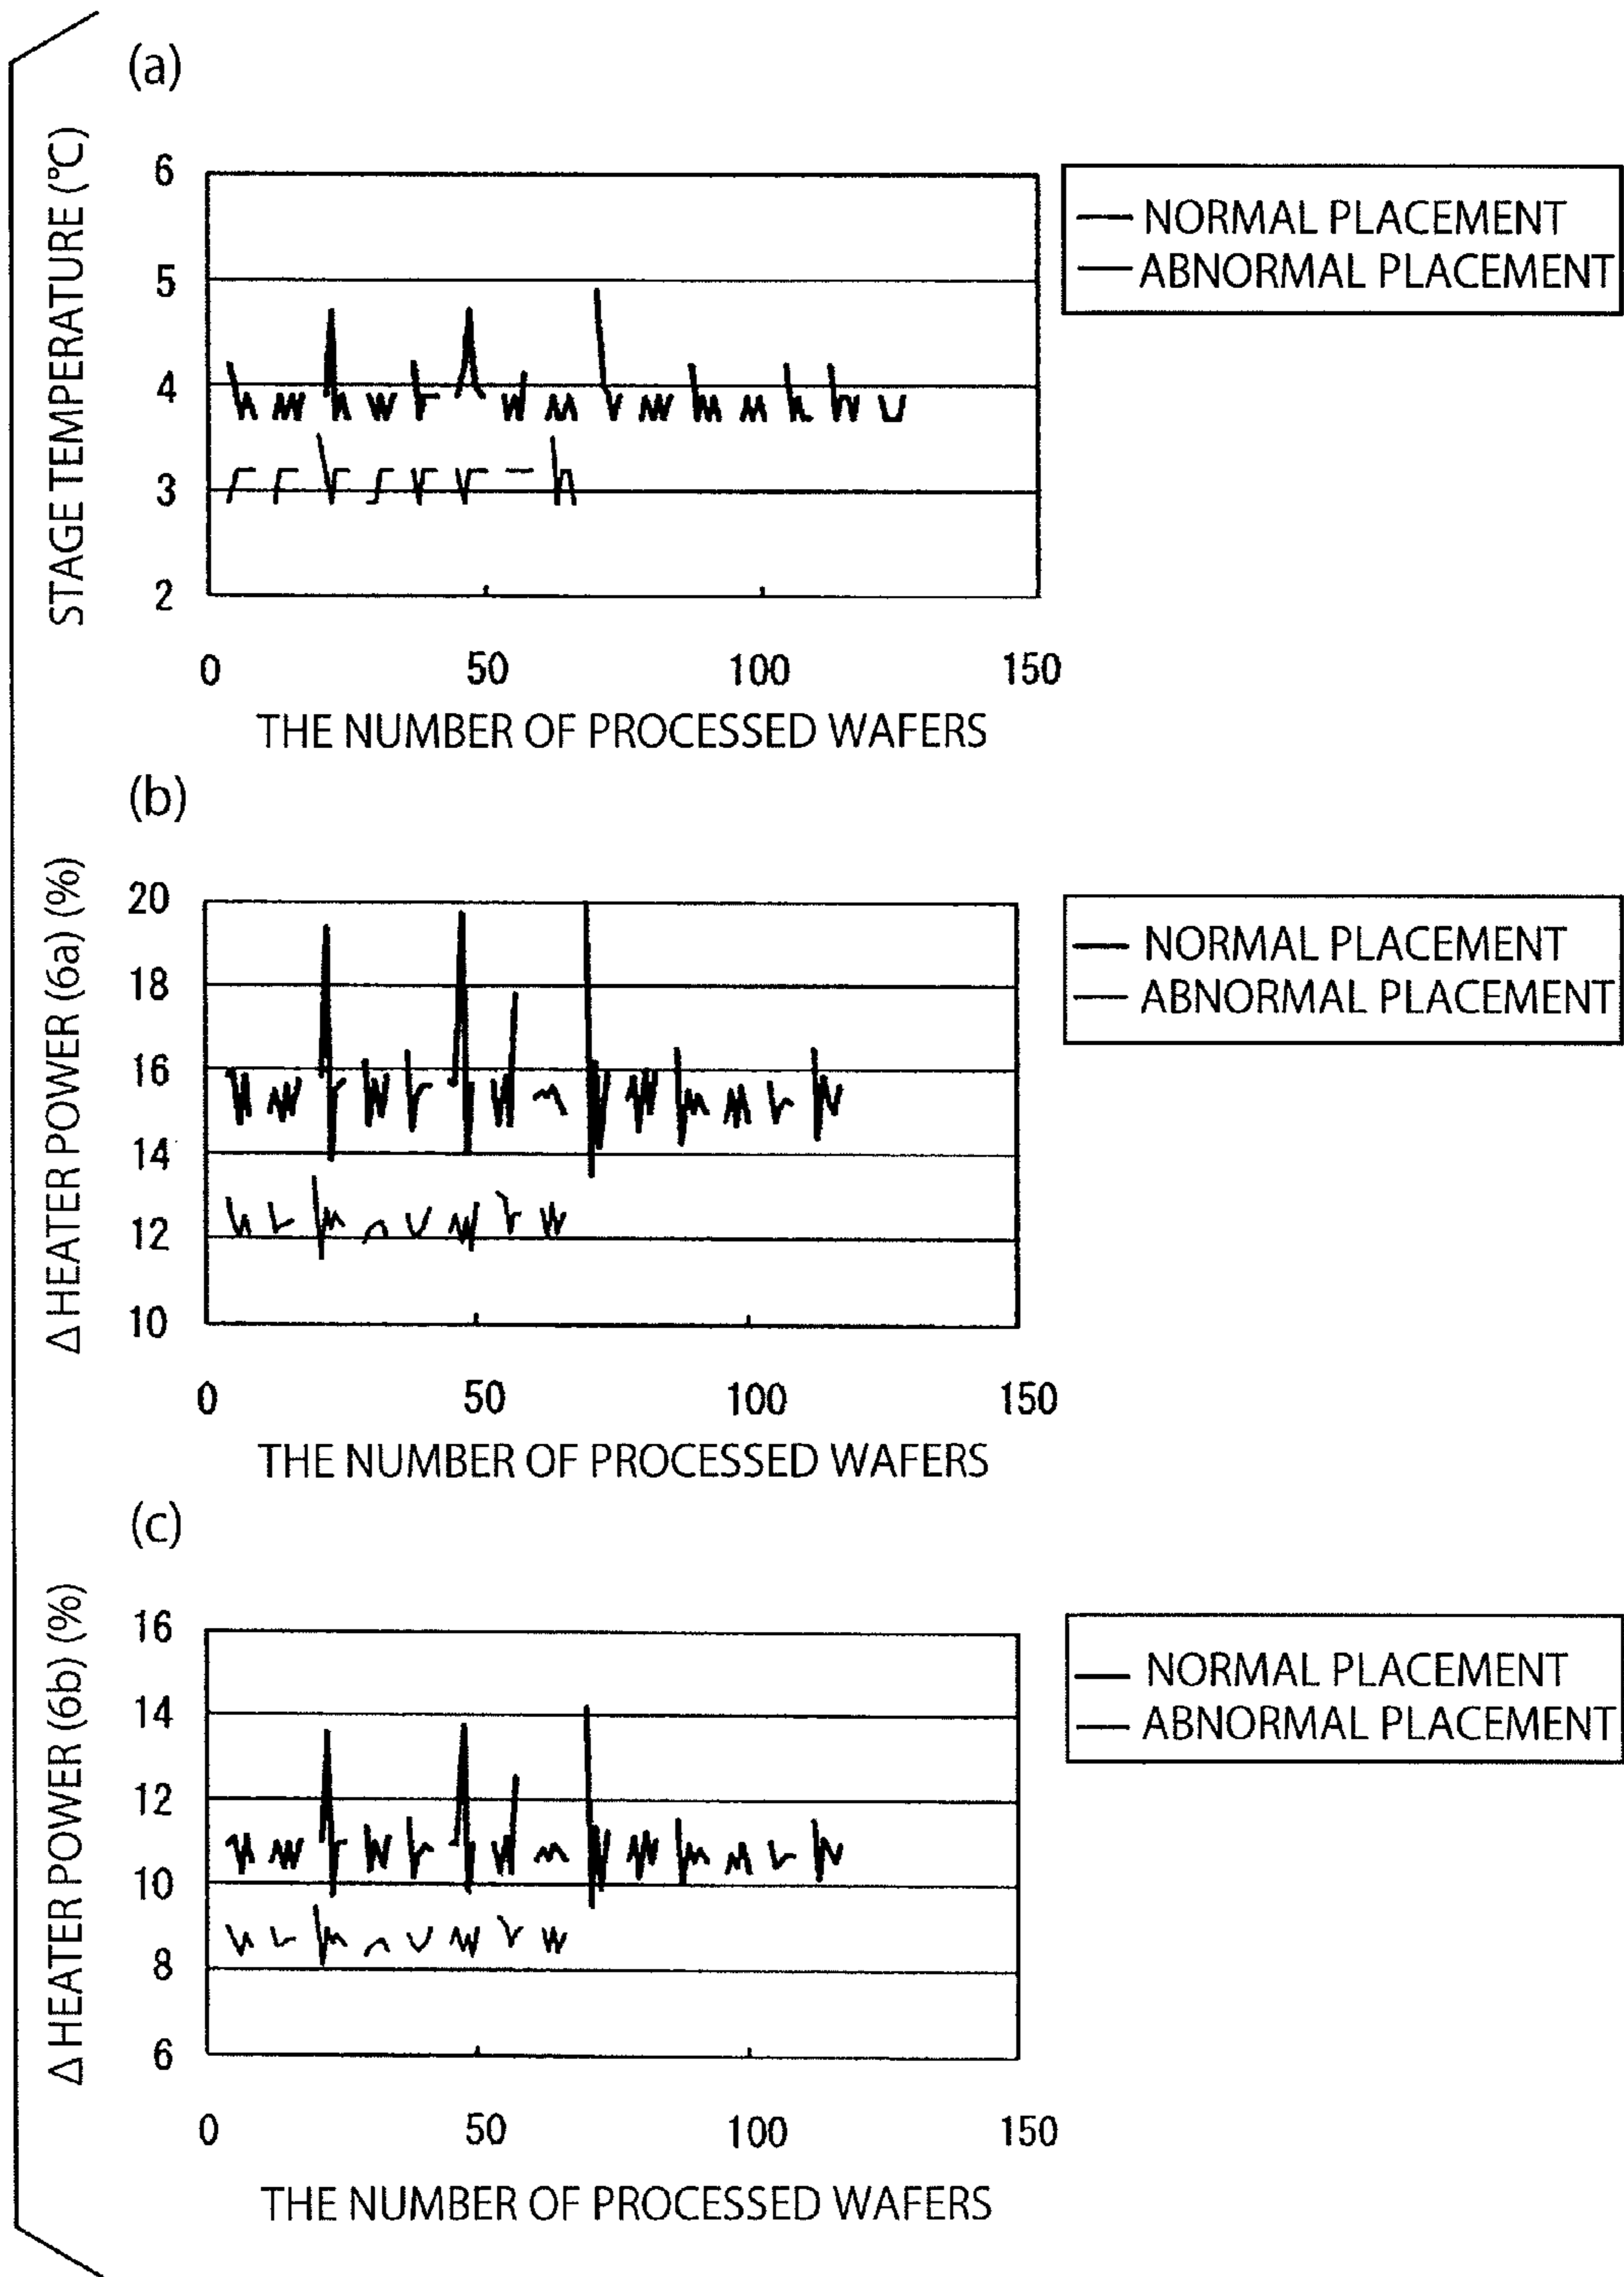 (a)
STAGE TEMPERATURE (°C)
6
5
4
3
2
0 50 100 150
THE NUMBER OF PROCESSED WAFERS
NORMAL PLACEMENT
ABNORMAL PLACEMENT
(b)
Δ HEATER POWER (6a) (%)
20
18
16
14
12
10
0 50 100 150
THE NUMBER OF PROCESSED WAFERS
NORMAL PLACEMENT
ABNORMAL PLACEMENT
(c)
Δ HEATER POWER (6b) (%)
16
14
12
10
8
6
0 50 100 150
THE NUMBER OF PROCESSED WAFERS
NORMAL PLACEMENT
ABNORMAL PLACEMENT